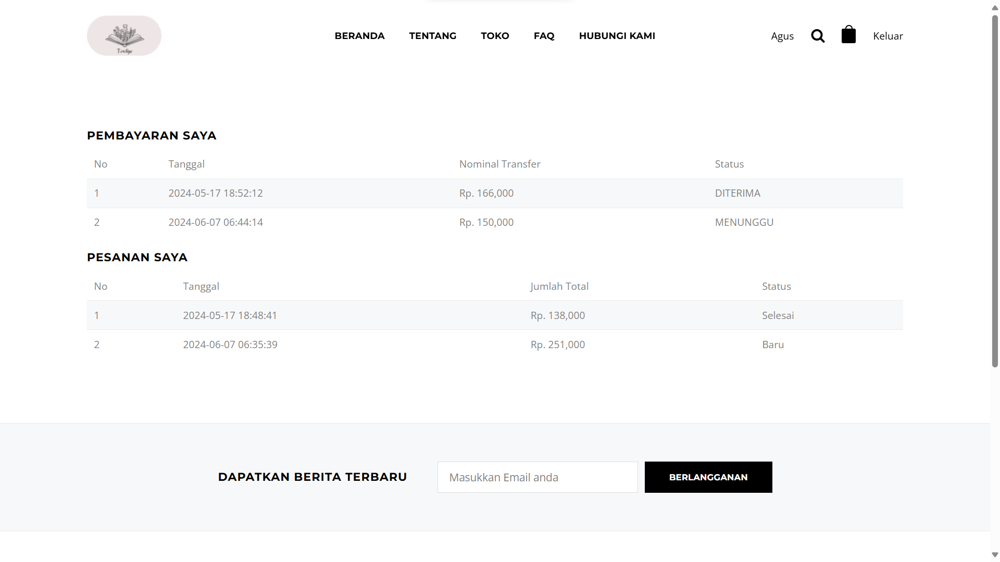 BERANDA TENTANG TOKO FAQ HUBUNGI KAMI Agus Keluar
PEMBAYARAN SAYA
No Tanggal Nominal Transfer Status
1 2024-05-17 18:52:12 Rp. 166,000 DITERIMA
2 2024-06-07 06:44:14 Rp. 150,000 MENUNGGU
PESANAN SAYA
No Tanggal Jumlah Total Status
1 2024-05-17 18:48:41 Rp. 138,000 Selesai
2 2024-06-07 06:35:39 Rp. 251,000 Baru
DAPATKAN BERITA TERBARU Masukkan Email anda BERLANGGANAN